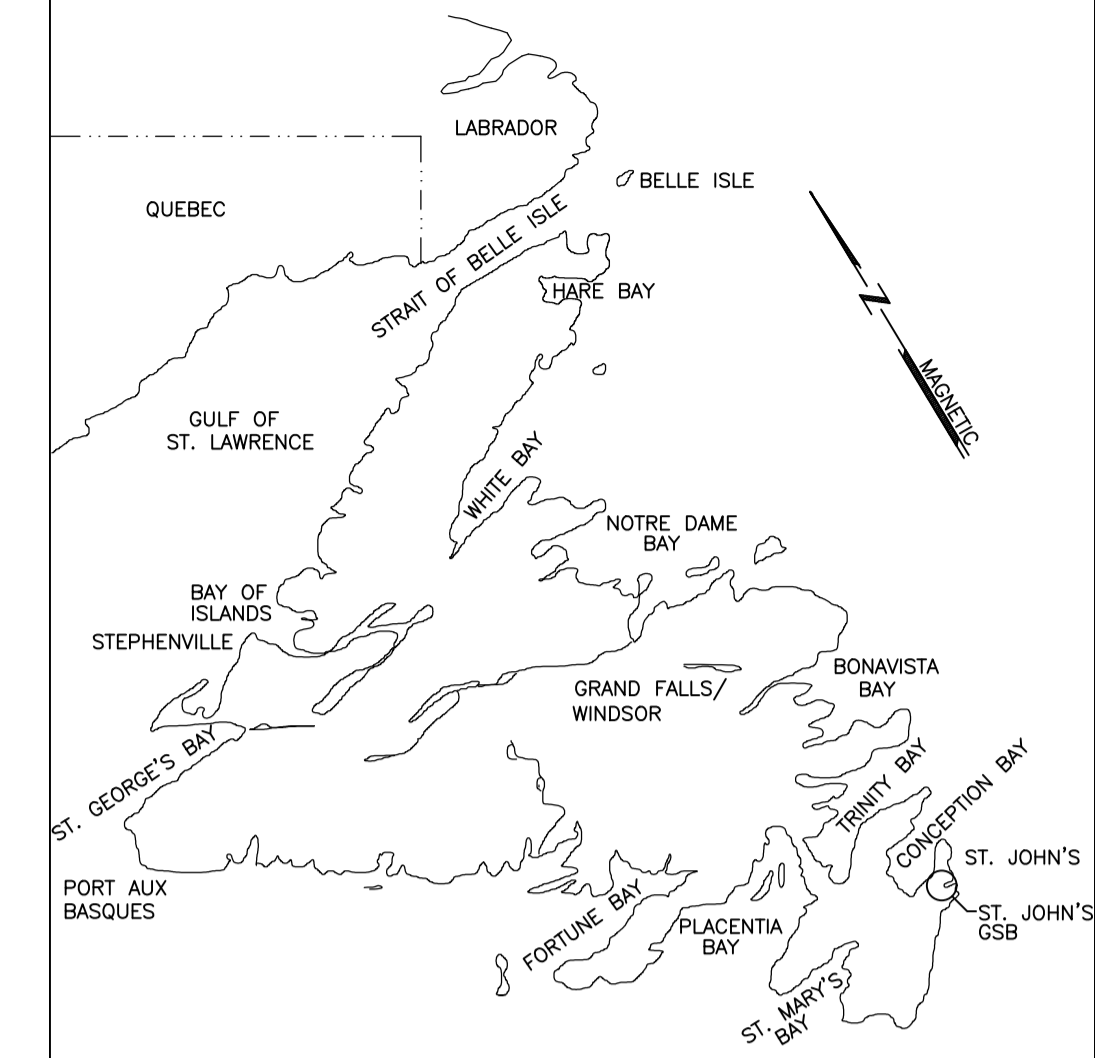 LABRADOR
BELLE ISLE
QUEBEC
STRAIT OF BELLE ISLE
HARE BAY
N
MAGNETIC
GULF OF
ST. LAWRENCE
WHITE BAY
NOTRE DAME
BAY
BAY OF
ISLANDS
STEPHENVILLE
GRAND FALLS/
WINDSOR
BONAVISTA
BAY
ST. GEORGE'S BAY
TRINITY BAY
CONCEPTION BAY
ST. JOHN'S
PORT AUX
BASQUES
FORTUNE BAY
PLACENTIA
BAY
ST. JOHN'S
GSB
ST. MARY'S
BAY